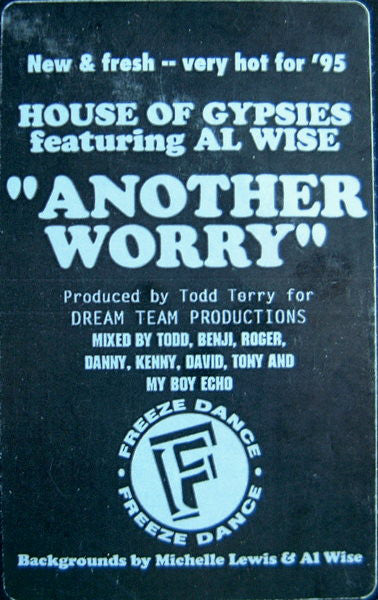 New & fresh -- very hot for '95
HOUSE OF GYPSIES
featuring AL WISE
"ANOTHER
WORRY"
Produced by Todd Terry for
DREAM TEAM PRODUCTIONS
MIXED BY TODD, BENJI, ROGER,
DANNY, KENNY, DAVID, TONY AND
MY BOY ECHO
• FREEZE DANCE •
F
FREEZE DANCE
Backgrounds by Michelle Lewis & Al Wise